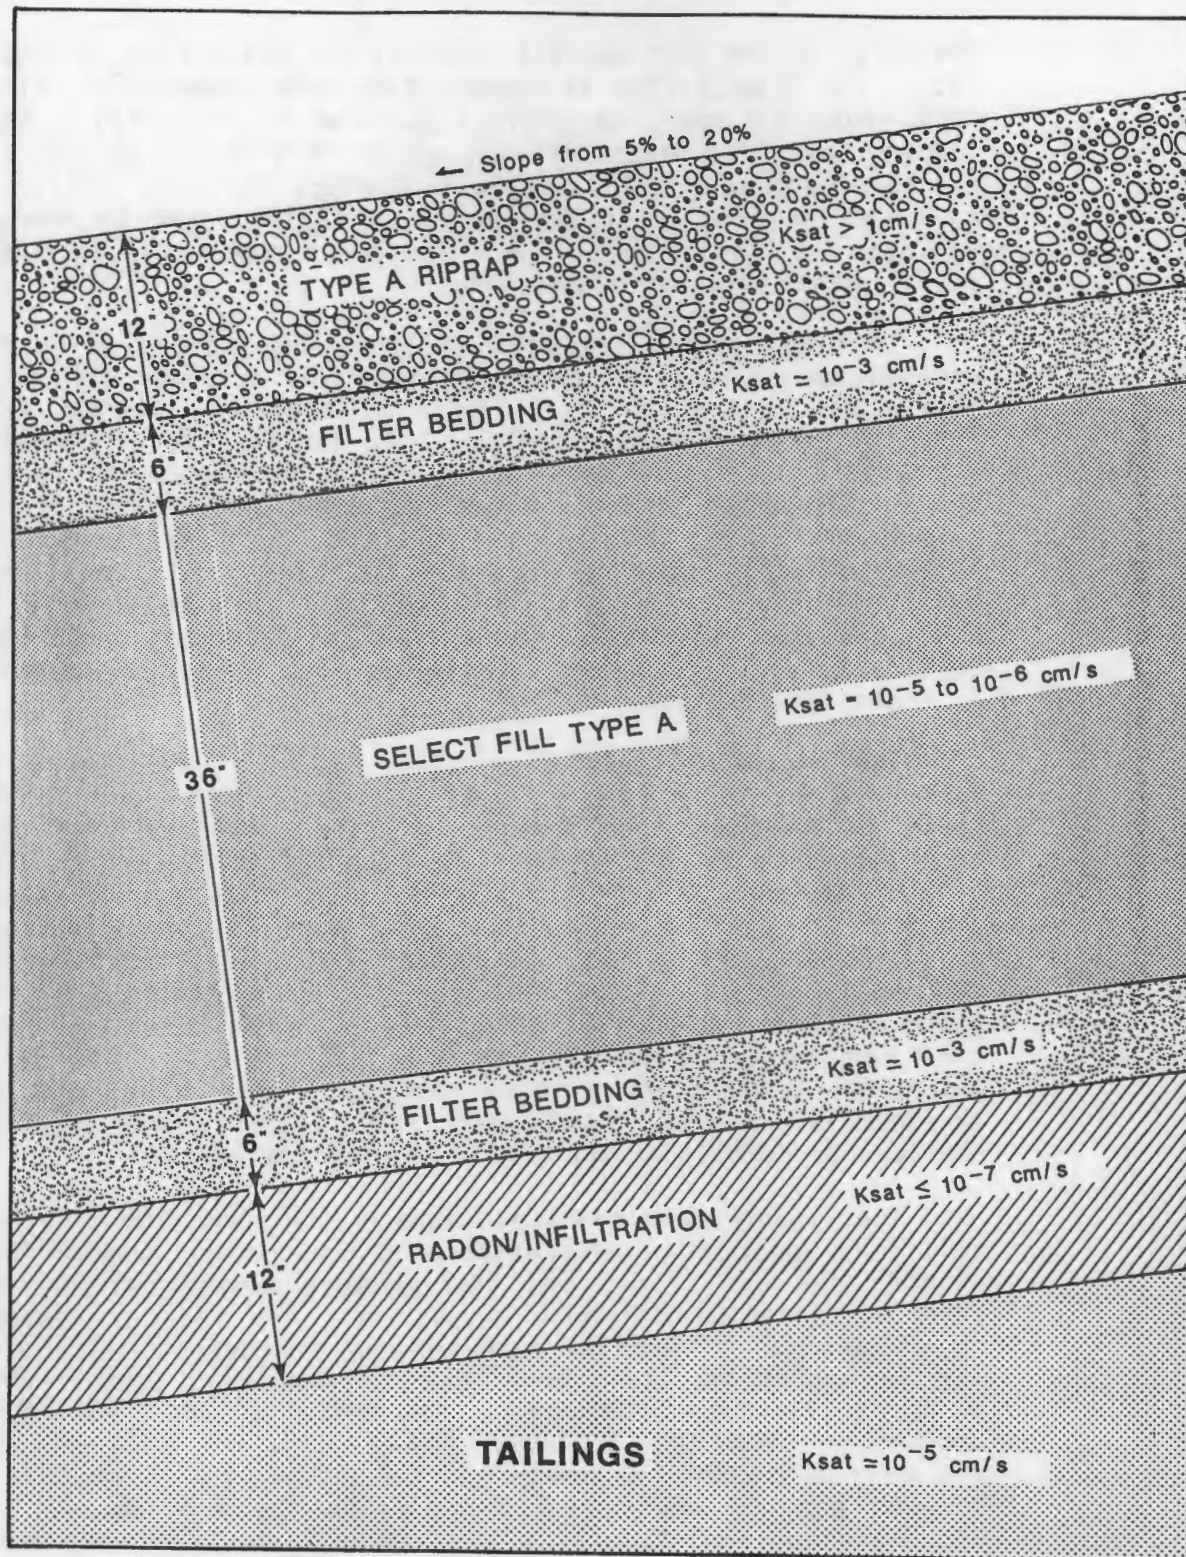 ← Slope from 5% to 20%
Ksat > 1cm/s
TYPE A RIPRAP
12"
Ksat ≃ 10⁻³ cm/s
FILTER BEDDING
6"
Ksat = 10⁻⁵ to 10⁻⁶ cm/s
SELECT FILL TYPE A
36"
Ksat ≃ 10⁻³ cm/s
FILTER BEDDING
6"
Ksat ≤ 10⁻⁷ cm/s
RADON/INFILTRATION
12"
TAILINGS
Ksat ≃10⁻⁵ cm/s